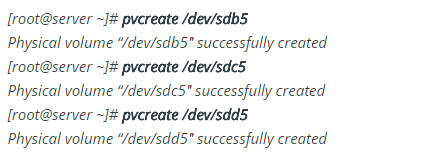 [root@server ~]# pvcreate /dev/sdb5
Physical volume “/dev/sdb5" successfully created
[root@server ~]# pvcreate /dev/sdc5
Physical volume “/dev/sdc5" successfully created
[root@server ~]# pvcreate /dev/sdd5
Physical volume “/dev/sdd5" successfully created